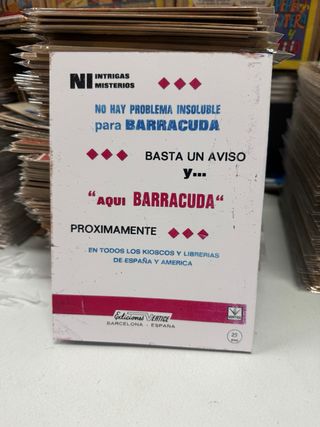 NI INTRIGAS
MISTERIOS
NO HAY PROBLEMA INSOLUBLE
para BARRACUDA
BASTA UN AVISO
y...
"AQUI BARRACUDA"
PROXIMAMENTE
EN TODOS LOS KIOSCOS Y LIBRERIAS
DE ESPAÑA Y AMERICA
Ediciones VERTICE
BARCELONA - ESPAÑA
25